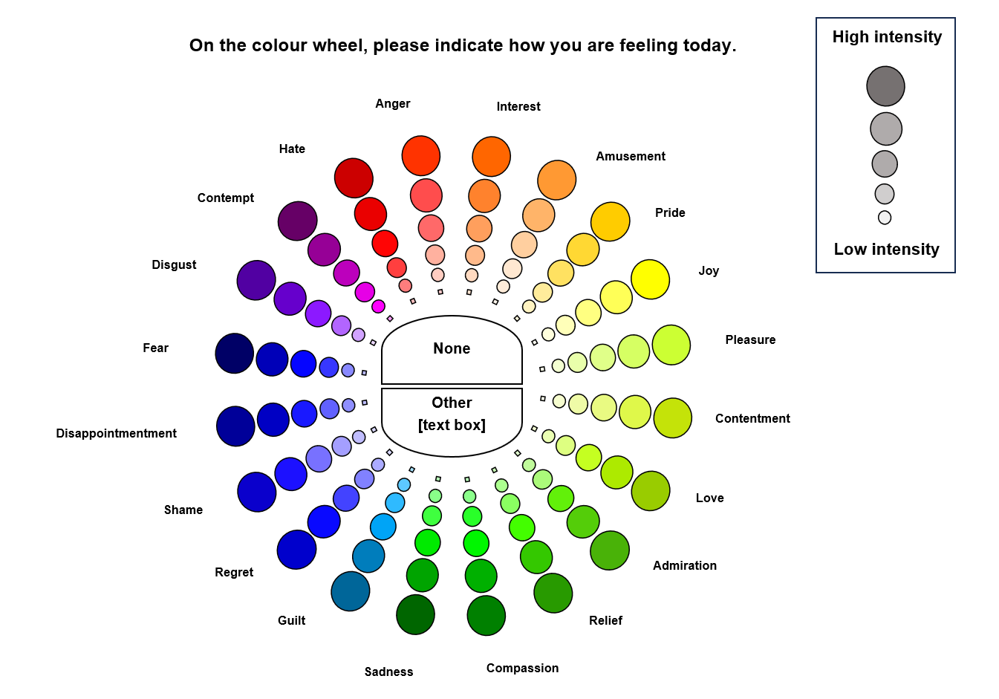 On the colour wheel, please indicate how you are feeling today.
High intensity
Low intensity
Anger
Interest
Hate
Amusement
Contempt
Pride
Disgust
Joy
Fear
Pleasure
None
Other
[text box]
Disappointmentment
Contentment
Shame
Love
Regret
Admiration
Guilt
Relief
Sadness
Compassion